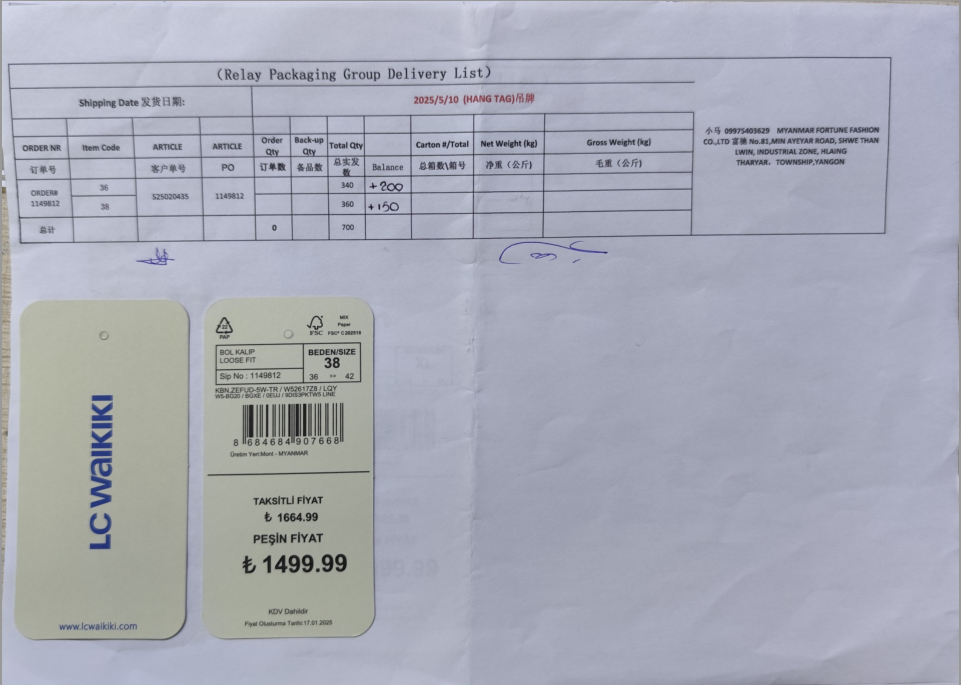 (Relay Packaging Group Delivery List)
Shipping Date 发货日期:
2025/5/10 (HANG TAG)吊牌
ORDER NR Item Code ARTICLE ARTICLE Order Qty Back-up Qty Total Qty Carton #/Total Net Weight (kg) Gross Weight (kg)
订单号 客户单号 PO 订单数 备品数 总实发数 Balance 总箱数\箱号 净重（公斤） 毛重（公斤）
ORDER# 1149812 36 S25020435 1149812 340 +200
38 360 +150
总计 0 700
小马 09975403629 MYANMAR FORTUNE FASHION
CO.,LTD 富驰 No.81,MIN AYEYAR ROAD, SHWE THAN
LWIN, INDUSTRIAL ZONE, HLAING
THARYAR, TOWNSHIP,YANGON
LC WAIKIKI
www.lcwaikiki.com
22
PAP
FSC
MIX
Paper
FSC® C
BOL KALIP
LOOSE FIT
Sip No : 1149812
BEDEN/SIZE
38
36 42
KBN.ZEFUD-5W-TR / W52617Z8 / LQY
LINE
8 684684 907668
Üretim Yeri:Mont - MYANMAR
TAKSİTLİ FİYAT
₺ 1664.99
PEŞİN FİYAT
₺ 1499.99
KDV Dahildir
Fiyat Olusturma Tarihi:17.01.2025